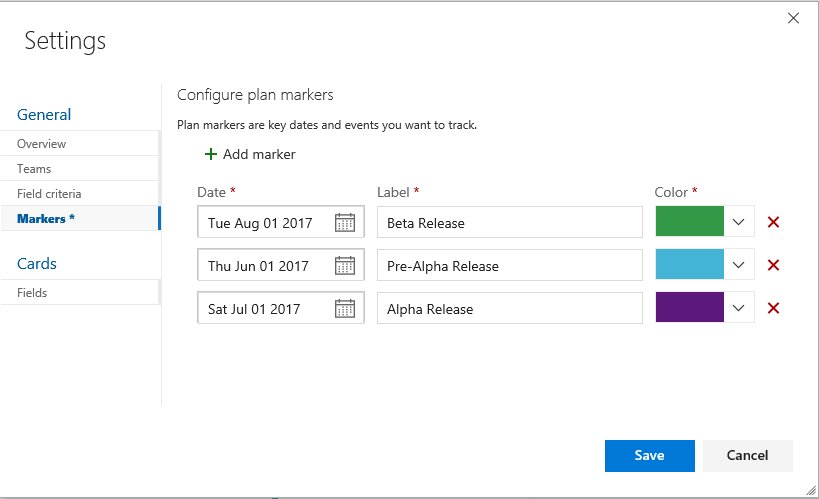 Settings
General
Overview
Teams
Field criteria
Markers *
Cards
Fields
Configure plan markers
Plan markers are key dates and events you want to track.
+ Add marker
Date * Label * Color *
Tue Aug 01 2017 Beta Release
Thu Jun 01 2017 Pre-Alpha Release
Sat Jul 01 2017 Alpha Release
Save Cancel